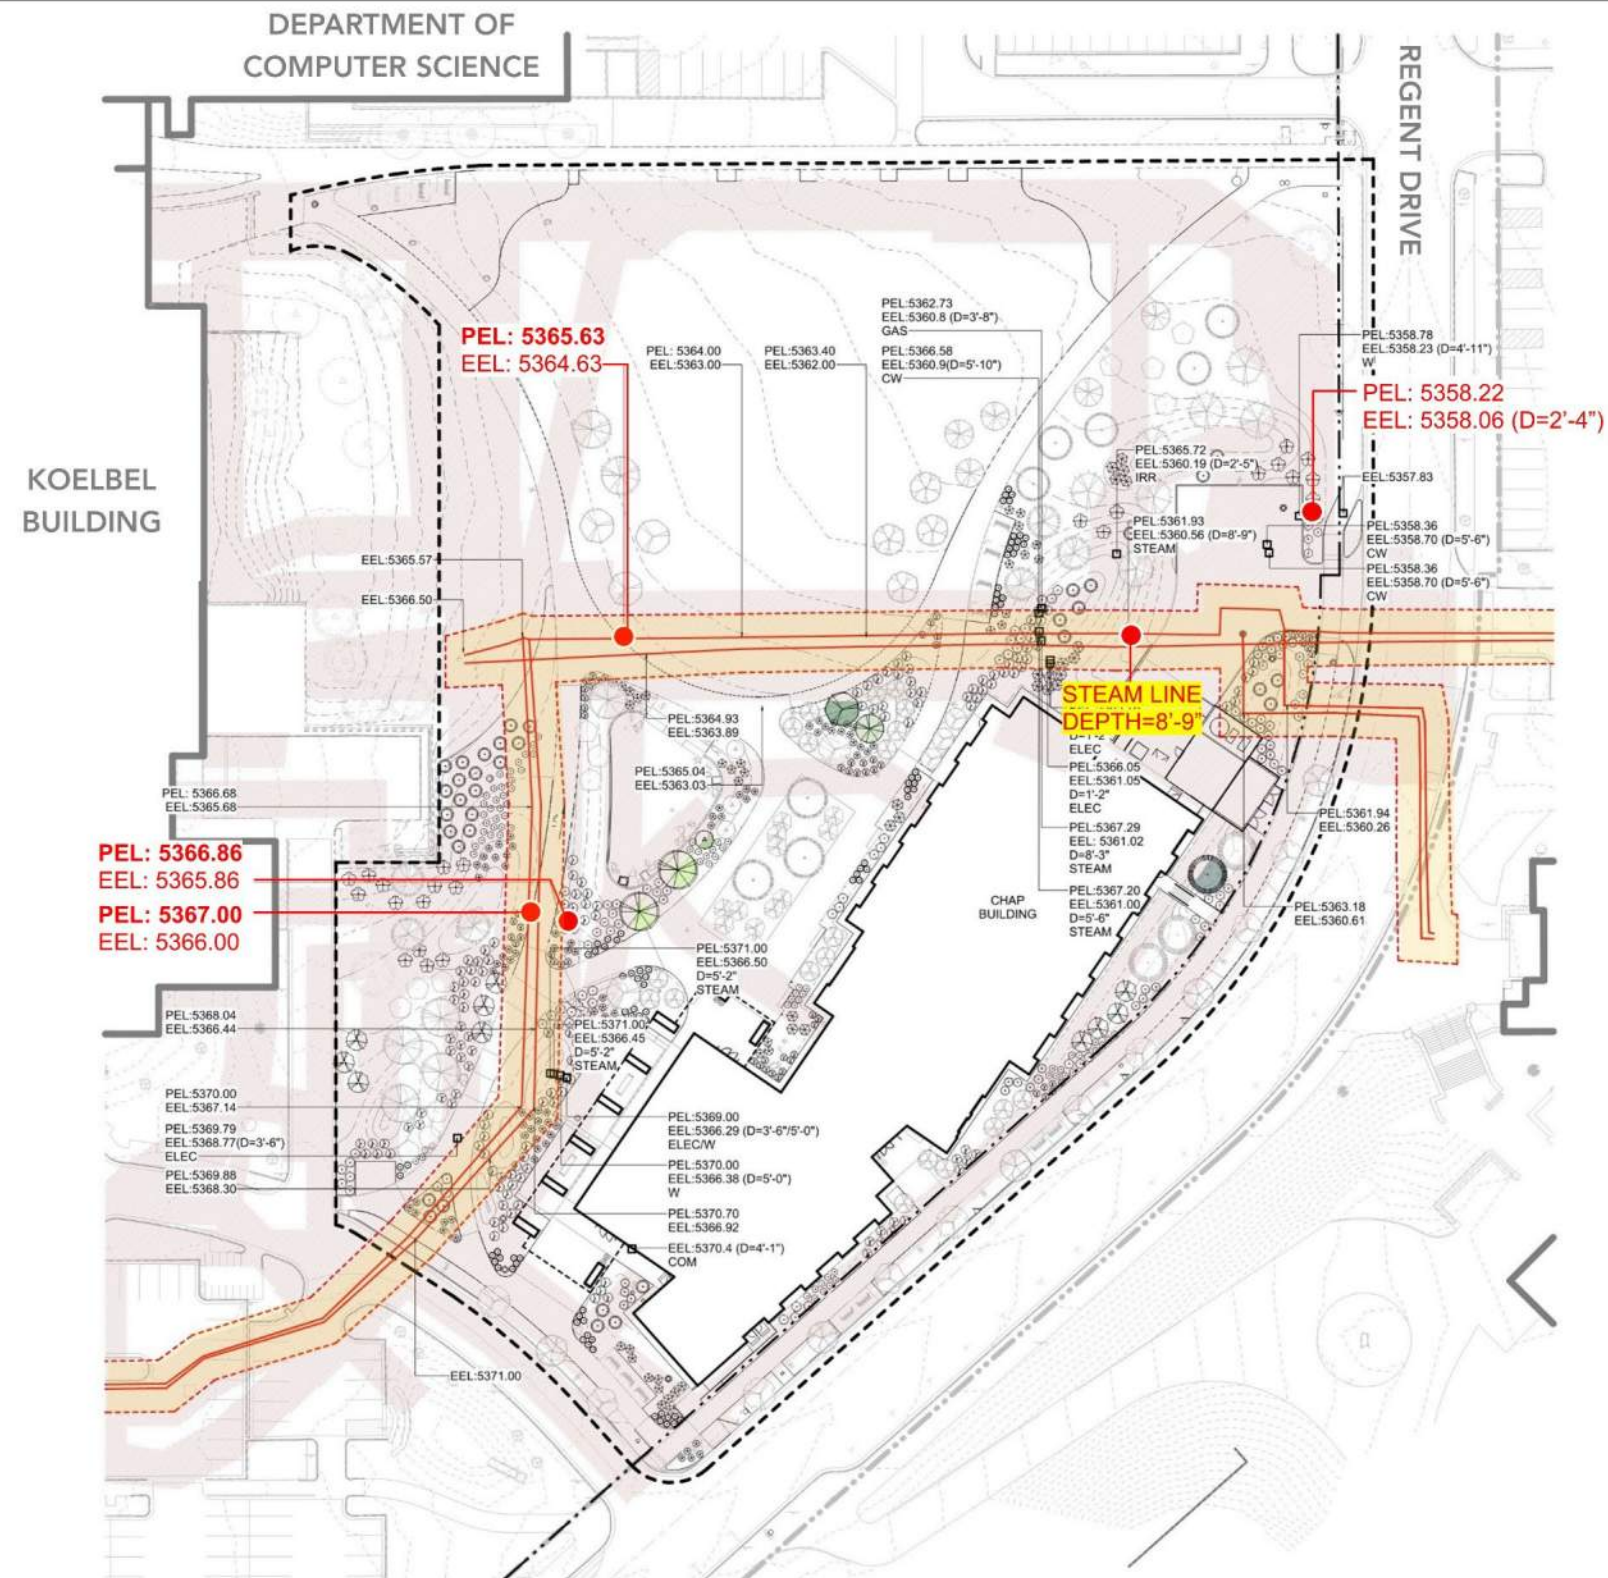 DEPARTMENT OF
COMPUTER SCIENCE
REGENT DRIVE
KOELBEL
BUILDING
PEL: 5365.63
EEL: 5364.63
PEL: 5364.00
EEL:5363.00
PEL:5363.40
EEL:5362.00
PEL:5362.73
EEL:5360.8 (D=3'-8")
GAS
PEL:5366.58
EEL:5360.9(D=5'-10")
CW
PEL:5358.78
EEL:5358.23 (D=4'-11")
W
PEL: 5358.22
EEL: 5358.06 (D=2'-4")
PEL:5365.72
EEL:5360.19 (D=2'-5")
IRR
EEL:5357.83
PEL:5361.93
EEL:5360.56 (D=8'-9")
STEAM
PEL:5358.36
EEL:5358.70 (D=5'-6")
CW
PEL:5358.36
EEL:5358.70 (D=5'-6")
CW
EEL:5365.57
EEL:5366.50
STEAM LINE
DEPTH=8'-9"
D=1'-2"
ELEC
PEL:5366.05
EEL:5361.05
D=1'-2"
ELEC
PEL:5367.29
EEL: 5361.02
D=8'-3"
STEAM
PEL:5367.20
EEL:5361.00
D=5'-6"
STEAM
PEL:5364.93
EEL:5363.89
PEL:5365.04
EEL:5363.03
PEL: 5366.68
EEL:5365.68
PEL: 5366.86
EEL: 5365.86
PEL: 5367.00
EEL: 5366.00
PEL:5361.94
EEL:5360.26
CHAP
BUILDING
PEL:5363.18
EEL:5360.61
PEL:5371.00
EEL:5366.50
D=5'-2"
STEAM
PEL:5368.04
EEL:5366.44
PEL:5371.00
EEL:5366.45
D=5'-2"
STEAM
PEL:5370.00
EEL:5367.14
PEL:5369.79
EEL:5368.77(D=3'-6")
ELEC
PEL:5369.88
EEL:5368.30
PEL:5369.00
EEL:5366.29 (D=3'-6"/5'-0")
ELEC/W
PEL:5370.00
EEL:5366.38 (D=5'-0")
W
PEL:5370.70
EEL:5366.92
EEL:5370.4 (D=4'-1")
COM
EEL:5371.00